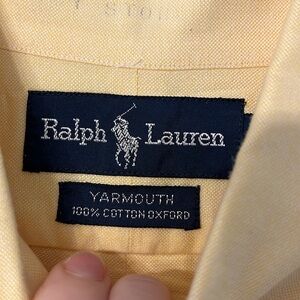 Ralph Lauren
YARMOUTH
100% COTTON OXFORD